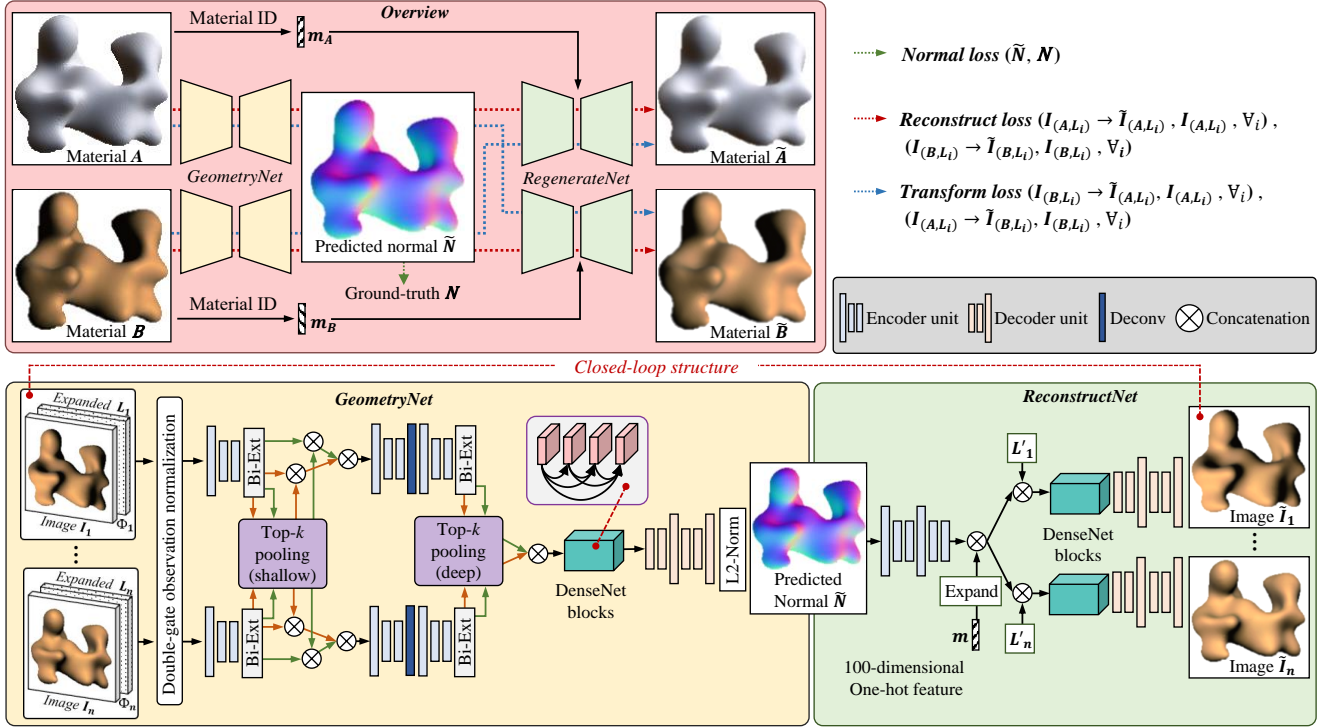 Overview
Material ID
m_A
Material A
GeometryNet
Predicted normal Ñ
RegenerateNet
Material Ã
Material B
Material ID
m_B
Ground-truth N
Material B̃
Normal loss (Ñ, N)
Reconstruct loss (I_(A,L_i) → Ĩ_(A,L_i) , I_(A,L_i) , ∀_i) ,
(I_(B,L_i) → Ĩ_(B,L_i), I_(B,L_i) , ∀_i)
Transform loss (I_(B,L_i) → Ĩ_(A,L_i), I_(A,L_i) , ∀_i) ,
(I_(A,L_i) → Ĩ_(B,L_i), I_(B,L_i) , ∀_i)
Encoder unit
Decoder unit
Deconv
Concatenation
Closed-loop structure
GeometryNet
Expanded L_1
Image I_1
Φ_1
Expanded L_n
Image I_n
Φ_n
Double-gate observation normalization
Bi-Ext
Bi-Ext
Top-k
pooling
(shallow)
Bi-Ext
Bi-Ext
Top-k
pooling
(deep)
DenseNet
blocks
L2-Norm
Predicted
Normal Ñ
ReconstructNet
Expand
m
100-dimensional
One-hot feature
L'_1
L'_n
DenseNet
blocks
Image Ĩ_1
Image Ĩ_n